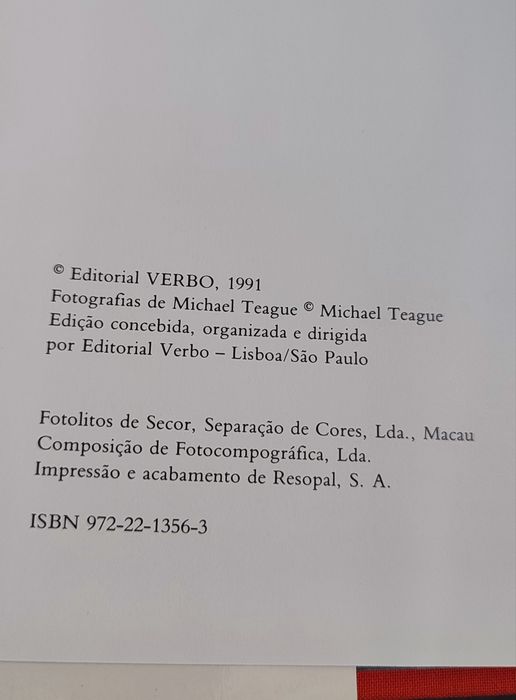 © Editorial VERBO, 1991
Fotografias de Michael Teague © Michael Teague
Edição concebida, organizada e dirigida
por Editorial Verbo – Lisboa/São Paulo
Fotolitos de Secor, Separação de Cores, Lda., Macau
Composição de Fotocompográfica, Lda.
Impressão e acabamento de Resopal, S. A.
ISBN 972-22-1356-3